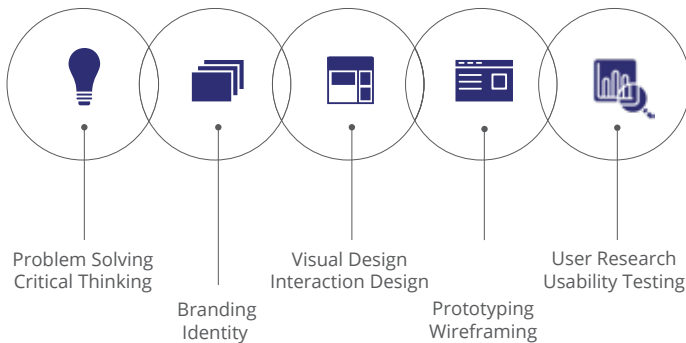 Problem Solving
Critical Thinking
Branding
Identity
Visual Design
Interaction Design
Prototyping
Wireframing
User Research
Usability Testing